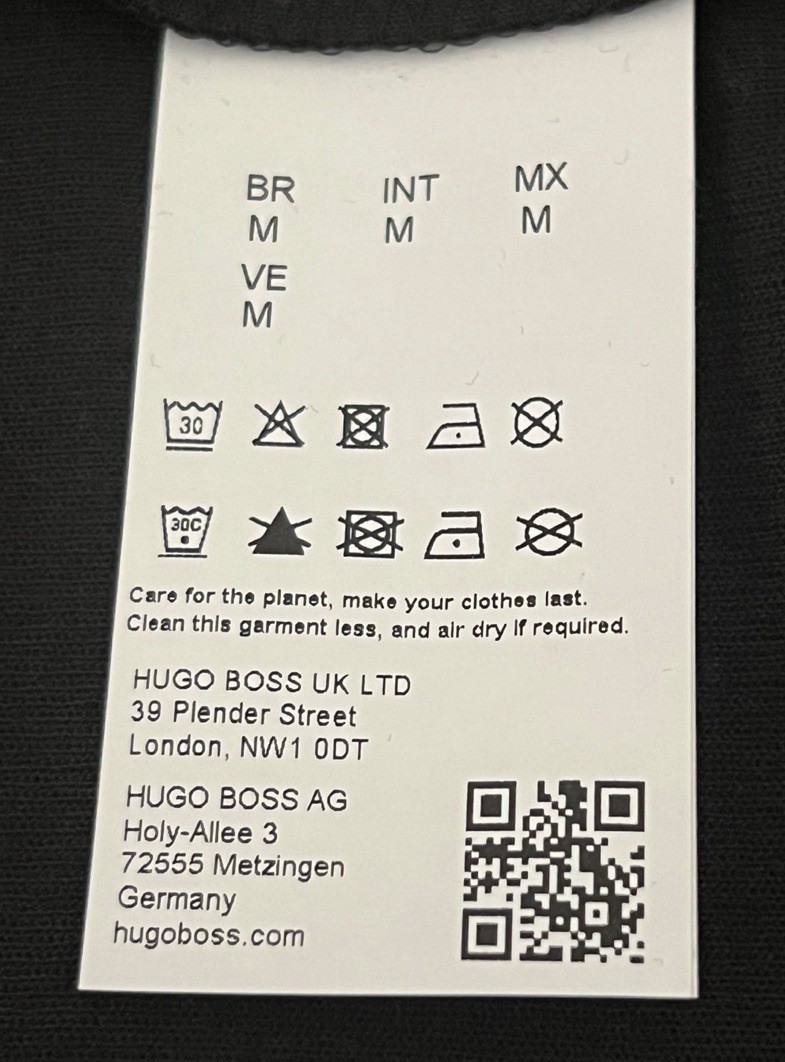 BR INT MX
M M M
VE
M
30
30C
Care for the planet, make your clothes last.
Clean this garment less, and air dry if required.
HUGO BOSS UK LTD
39 Plender Street
London, NW1 0DT
HUGO BOSS AG
Holy-Allee 3
72555 Metzingen
Germany
hugoboss.com